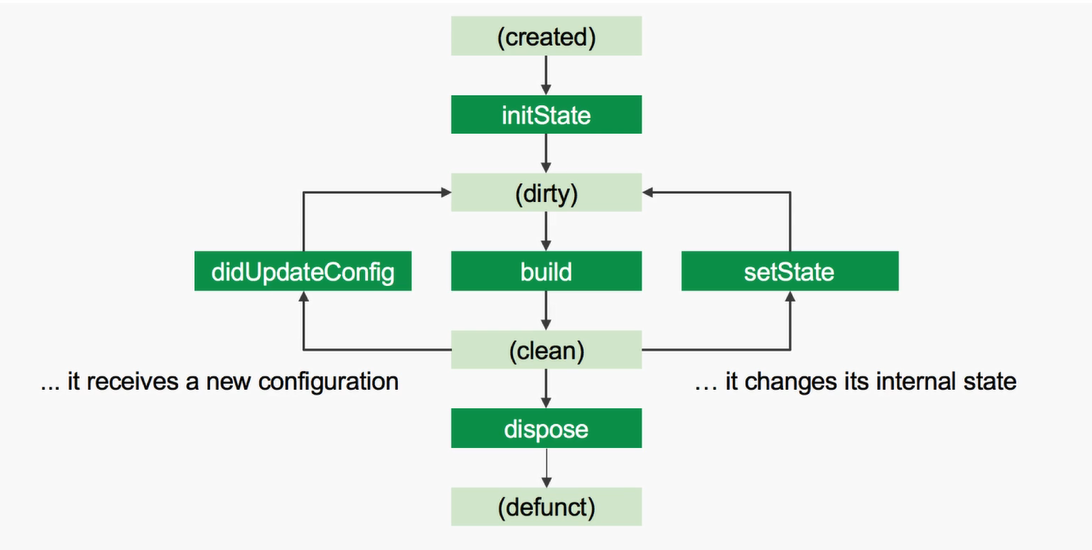 (created)
initState
(dirty)
didUpdateConfig
build
setState
(clean)
... it receives a new configuration
… it changes its internal state
dispose
(defunct)